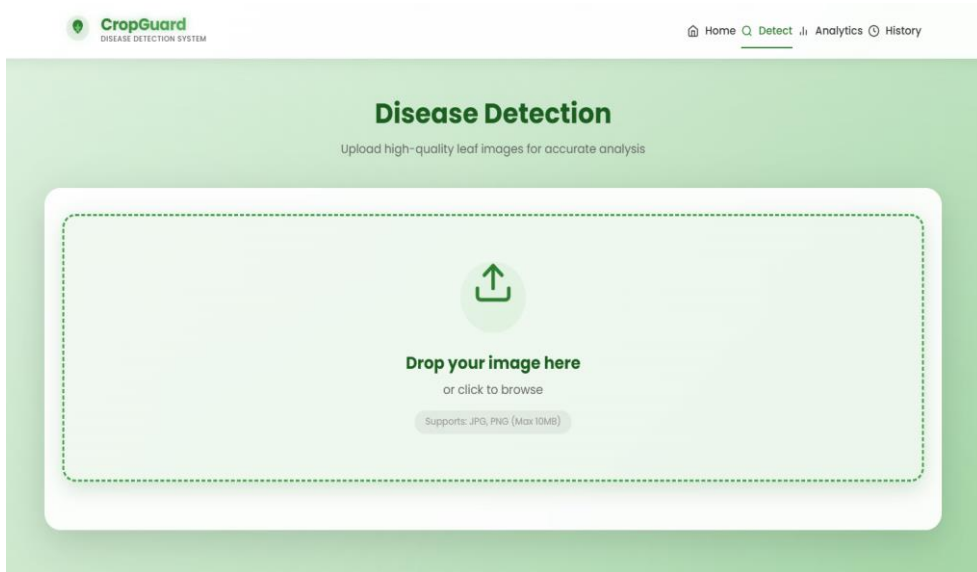 CropGuard
DISEASE DETECTION SYSTEM
Home Detect Analytics History
Disease Detection
Upload high-quality leaf images for accurate analysis
Drop your image here
or click to browse
Supports: JPG, PNG (Max 10MB)